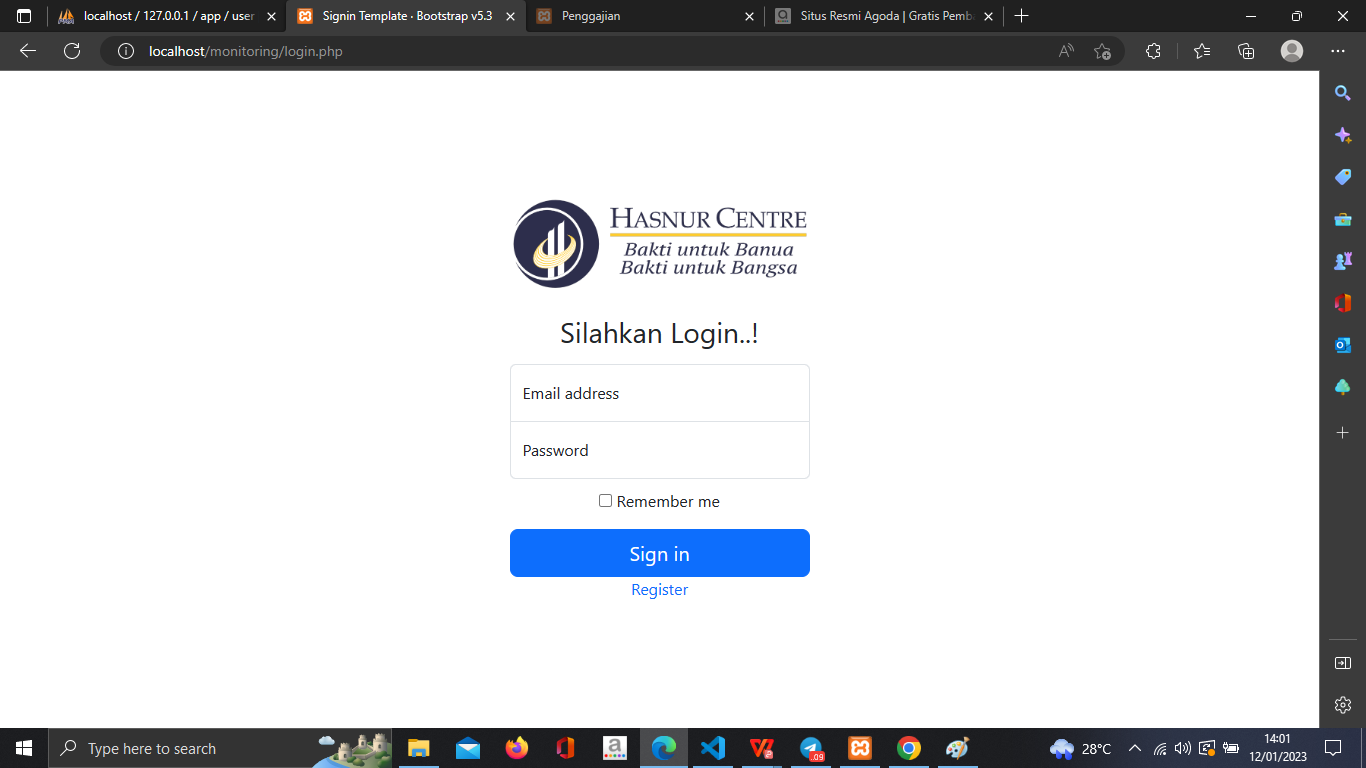 localhost / 127.0.0.1 / app / user
Signin Template · Bootstrap v5.3
Penggajian
Situs Resmi Agoda | Gratis Pemb
localhost/monitoring/login.php
HASNUR CENTRE
Bakti untuk Banua
Bakti untuk Bangsa
Silahkan Login..!
Email address
Password
Remember me
Sign in
Register
Type here to search
28°C
14:01
12/01/2023